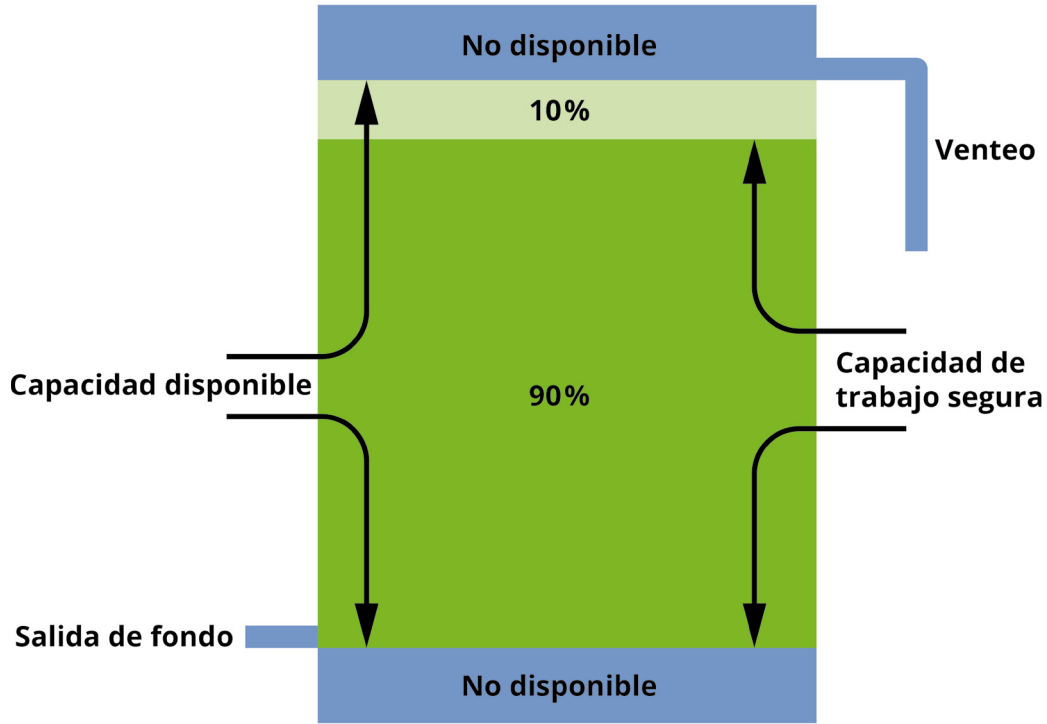 No disponible
10%
Venteo
Capacidad disponible
90%
Capacidad de
trabajo segura
Salida de fondo
No disponible